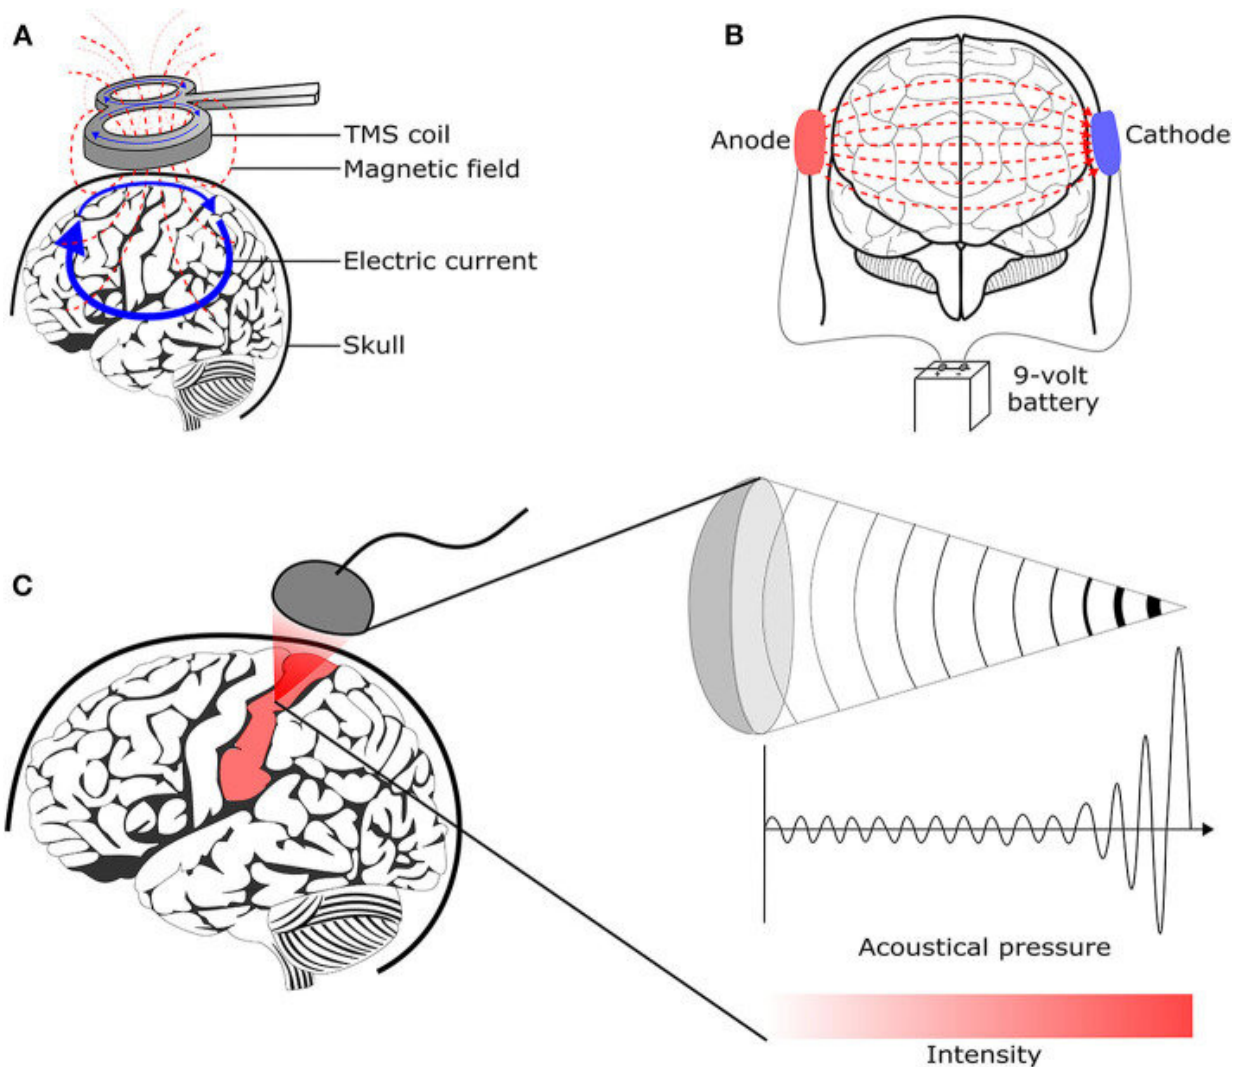 A
TMS coil
Magnetic field
Electric current
Skull
B
Anode
Cathode
+ -
9-volt
battery
C
Acoustical pressure
Intensity